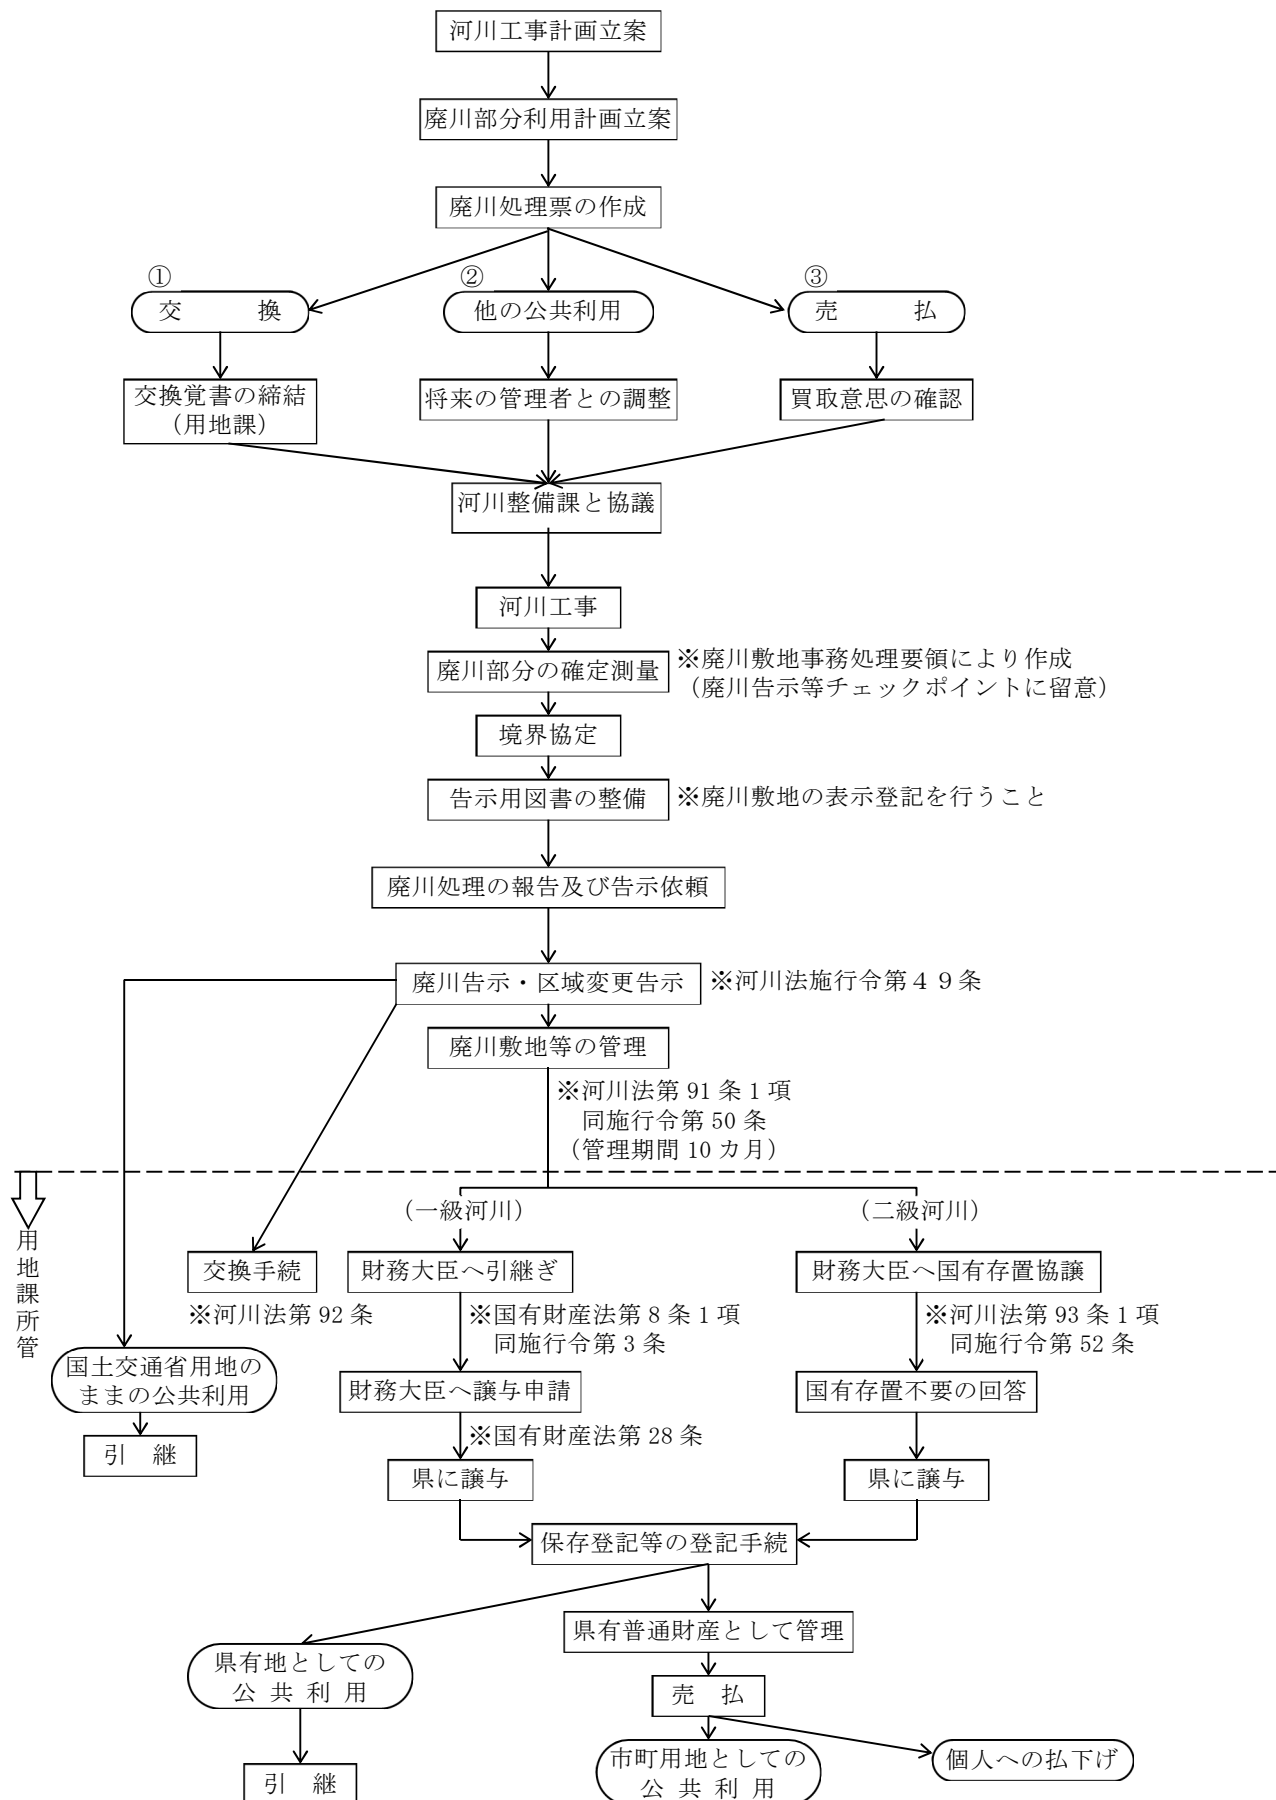 河川工事計画立案
廃川部分利用計画立案
廃川処理票の作成
①
②
③
交　　換
他の公共利用
売　　払
交換覚書の締結
（用地課）
将来の管理者との調整
買取意思の確認
河川整備課と協議
河川工事
廃川部分の確定測量
※廃川敷地事務処理要領により作成
（廃川告示等チェックポイントに留意）
境界協定
告示用図書の整備
※廃川敷地の表示登記を行うこと
廃川処理の報告及び告示依頼
廃川告示・区域変更告示
※河川法施行令第４９条
廃川敷地等の管理
※河川法第 91 条 1 項
同施行令第 50 条
（管理期間 10 カ月）
用地課所管
（一級河川）
（二級河川）
交換手続
財務大臣へ引継ぎ
財務大臣へ国有存置協譲
※河川法第 92 条
※国有財産法第 8 条 1 項
同施行令第 3 条
※河川法第 93 条 1 項
同施行令第 52 条
国土交通省用地の
ままの公共利用
財務大臣へ譲与申請
国有存置不要の回答
※国有財産法第 28 条
引　継
県に譲与
県に譲与
保存登記等の登記手続
県有普通財産として管理
県有地としての
公 共 利 用
売　払
市町用地としての
公 共 利 用
個人への払下げ
引　継